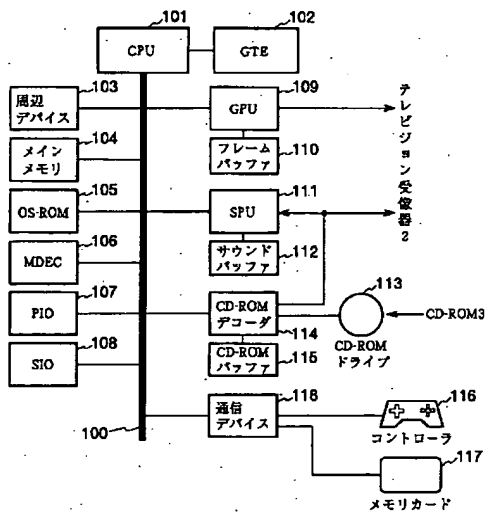 101
CPU
102
GTE
103
周辺
デバイス
109
GPU
テレビジョン受像器2
104
メイン
メモリ
フレーム
バッファ
110
105
OS-ROM
111
SPU
106
MDEC
サウンド
バッファ
112
113
107
PIO
CD-ROM
デコーダ
114
CD-ROM
ドライブ
CD-ROM3
108
SIO
CD-ROM
バッファ
115
118
通信
デバイス
116
コントローラ
100
117
メモリカード